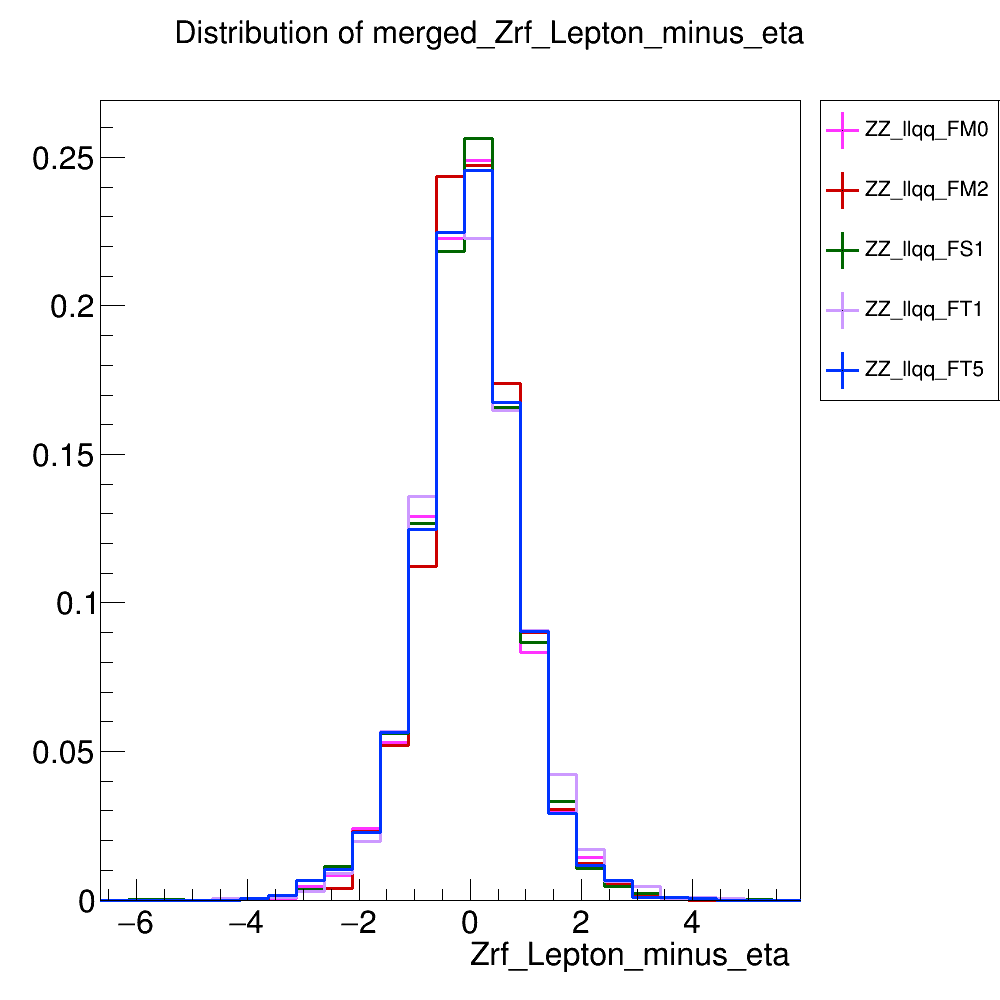 Distribution of merged_Zrf_Lepton_minus_eta
ZZ_llqq_FM0
ZZ_llqq_FM2
ZZ_llqq_FS1
ZZ_llqq_FT1
ZZ_llqq_FT5
0.25
0.2
0.15
0.1
0.05
0
−6 −4 −2 0 2 4
Zrf_Lepton_minus_eta